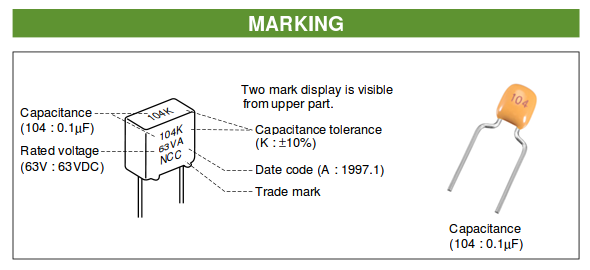 MARKING
Two mark display is visible
from upper part.
Capacitance
(104 : 0.1μF)
Rated voltage
(63V : 63VDC)
104K
104K
63VA
NCC
Capacitance tolerance
(K : ±10%)
Date code (A : 1997.1)
Trade mark
104
Capacitance
(104 : 0.1μF)